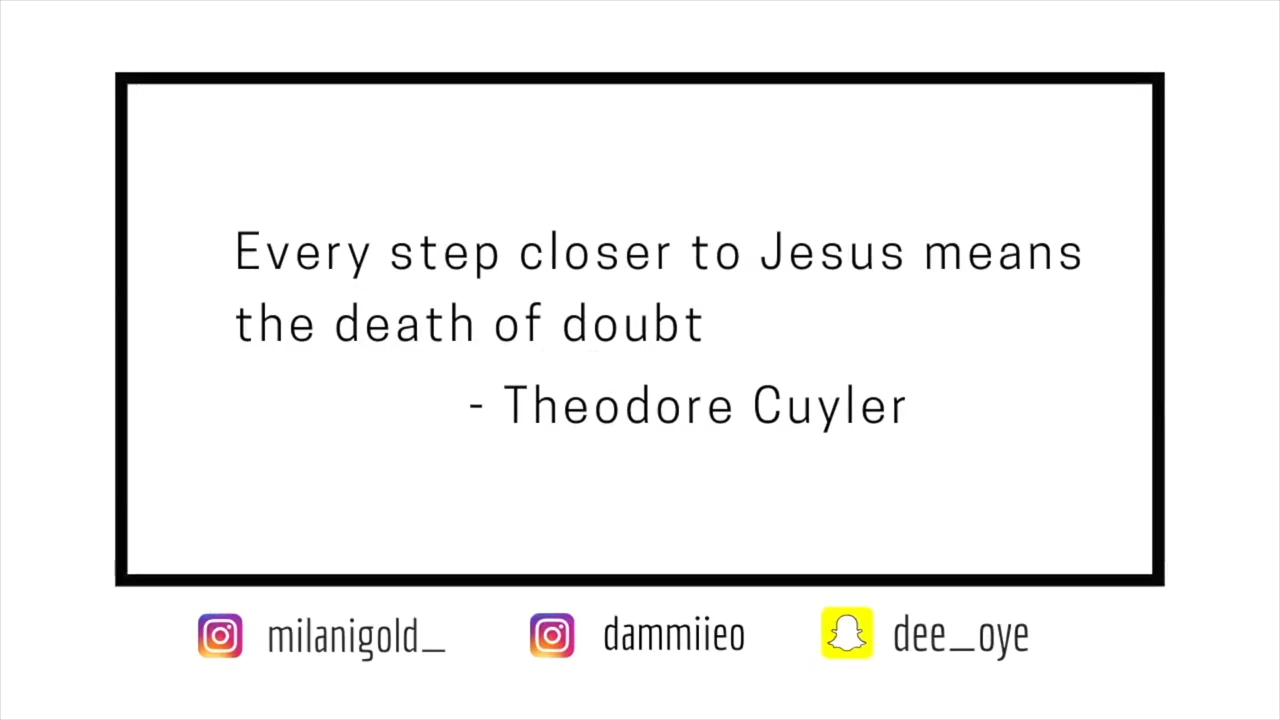 Every step closer to Jesus means
the death of doubt
- Theodore Cuyler
milanigold_ dammiieo dee_oye